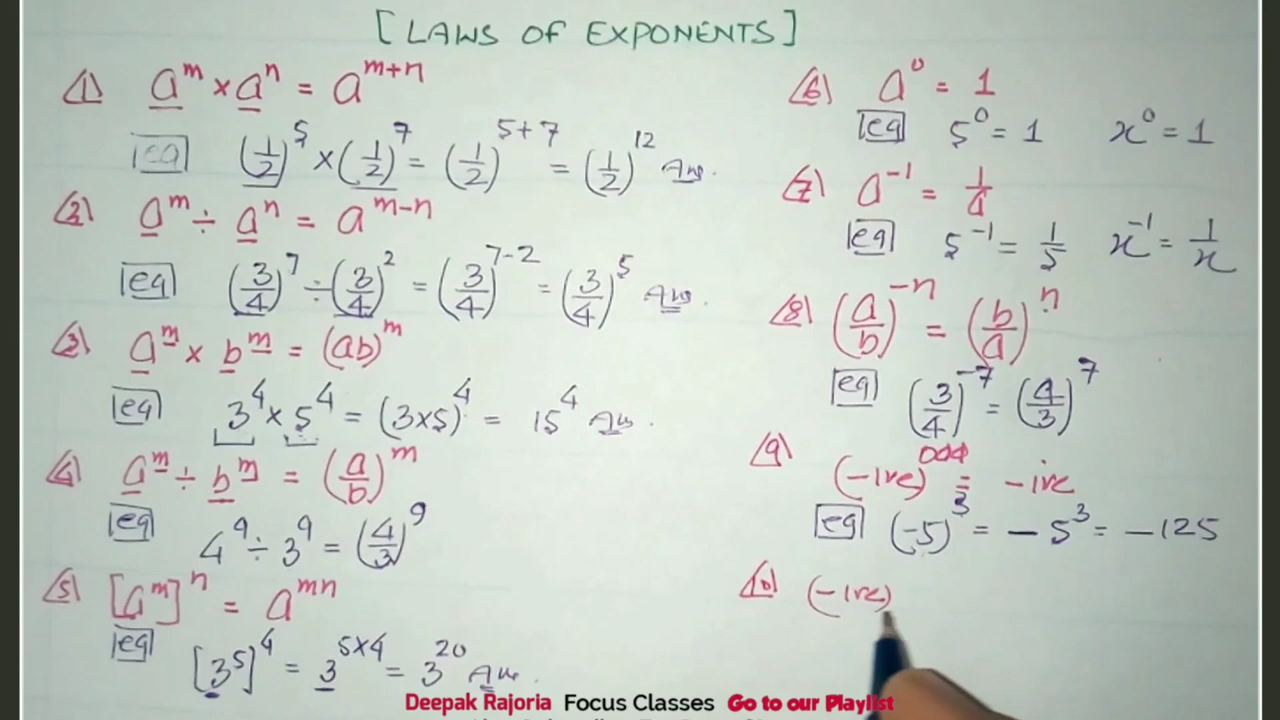 [LAWS OF EXPONENTS]
(1) a^m × a^n = a^(m+n)
eg (1/2)^5 × (1/2)^7 = (1/2)^(5+7) = (1/2)^12 Ans.
(2) a^m ÷ a^n = a^(m-n)
eg (3/4)^7 ÷ (3/4)^2 = (3/4)^(7-2) = (3/4)^5 Ans.
(3) a^m × b^m = (ab)^m
eg 3^4 × 5^4 = (3×5)^4 = 15^4 Ans.
(4) a^m ÷ b^m = (a/b)^m
eg 4^9 ÷ 3^9 = (4/3)^9
(5) [a^m]^n = a^(mn)
eg [3^5]^4 = 3^(5×4) = 3^20 Ans.
(6) a^0 = 1
eg 5^0 = 1 x^0 = 1
(7) a^-1 = 1/a
eg 5^-1 = 1/5 x^-1 = 1/x
(8) (a/b)^-n = (b/a)^n
eg (3/4)^-7 = (4/3)^7
(9) (-ive)^odd = -ive
eg (-5)^3 = -5^3 = -125
(10) (-ive)
Deepak Rajoria Focus Classes Go to our Playlist